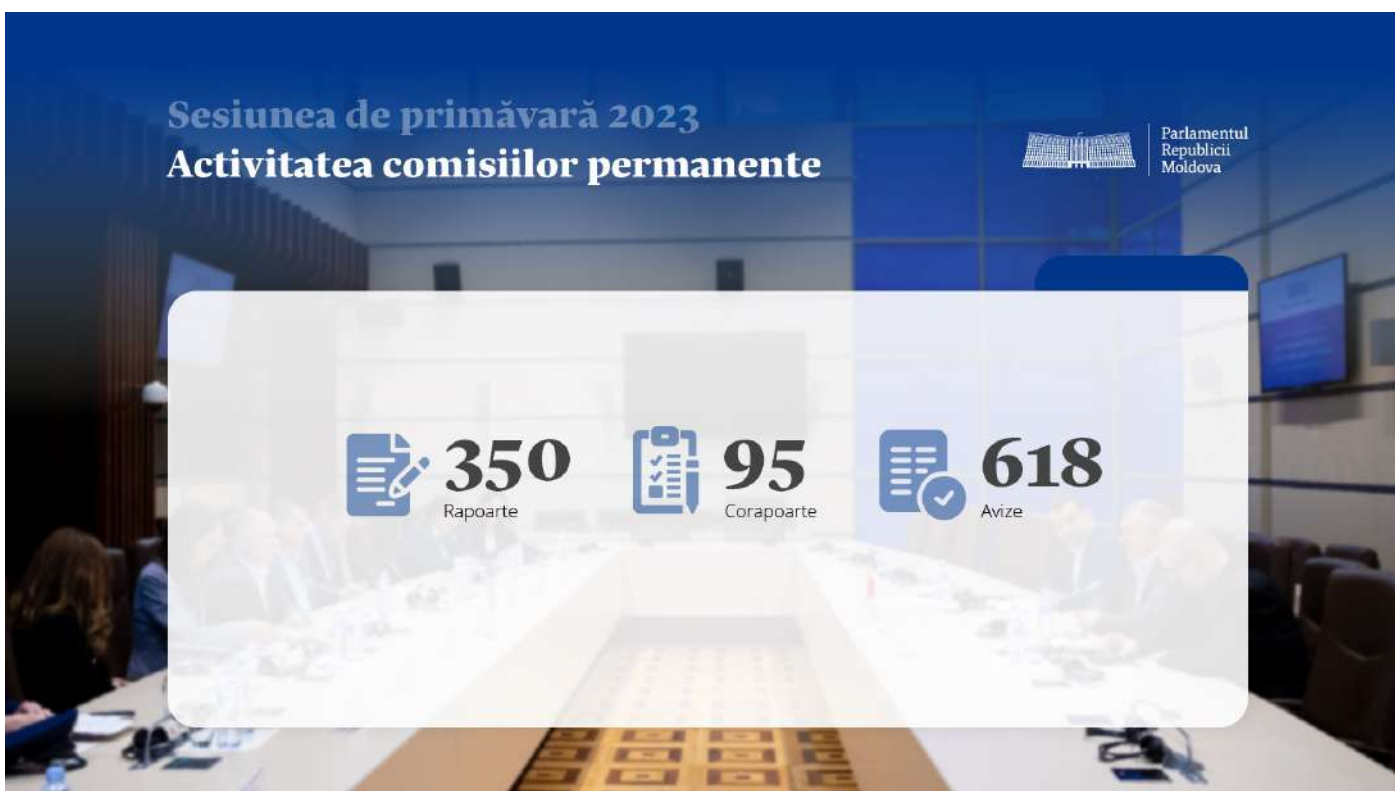 Sesiunea de primăvară 2023
Activitatea comisiilor permanente
Parlamentul
Republicii
Moldova
350
Rapoarte
95
Corapoarte
618
Avize